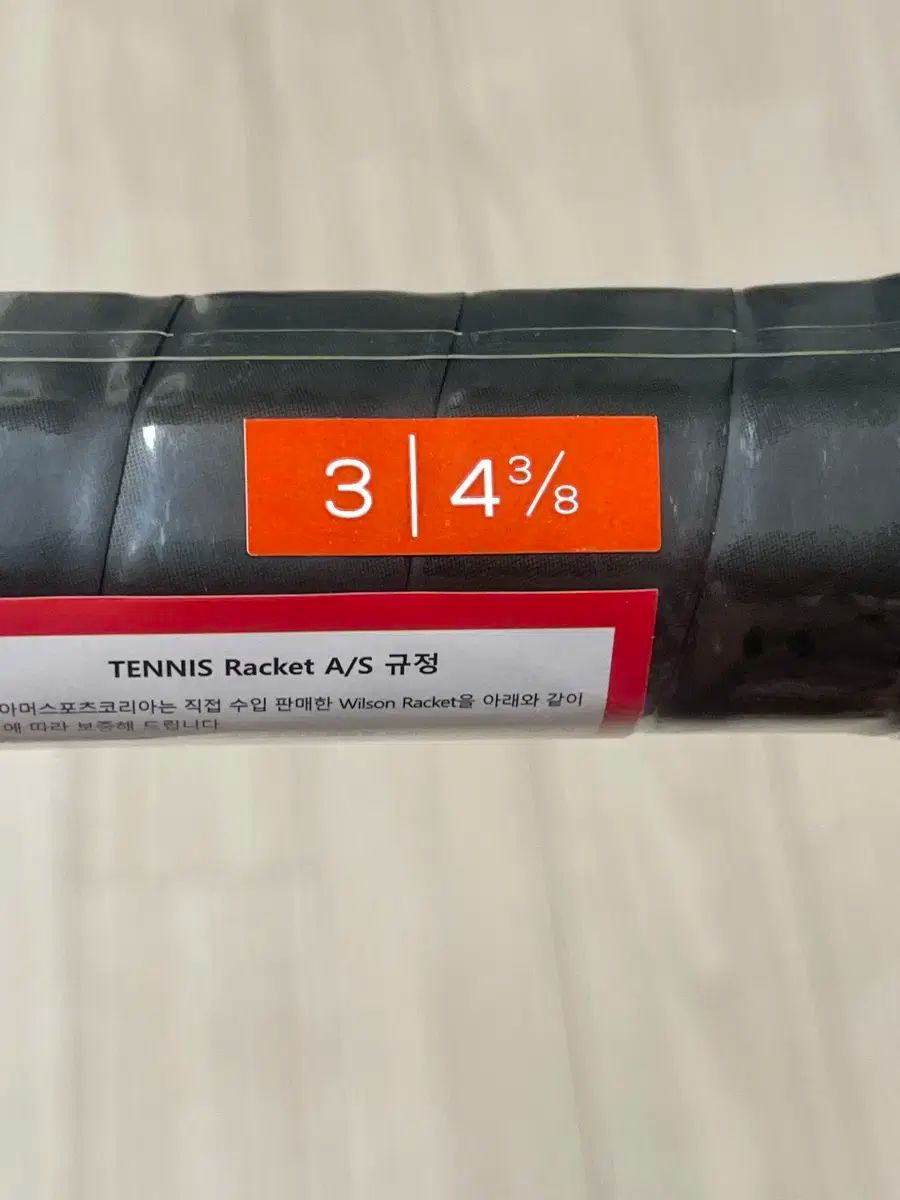 3 | 4 3/8
TENNIS Racket A/S 규정
아머스포츠코리아는 직접 수입 판매한 Wilson Racket을 아래와 같이
에 따라 보증해 드립니다